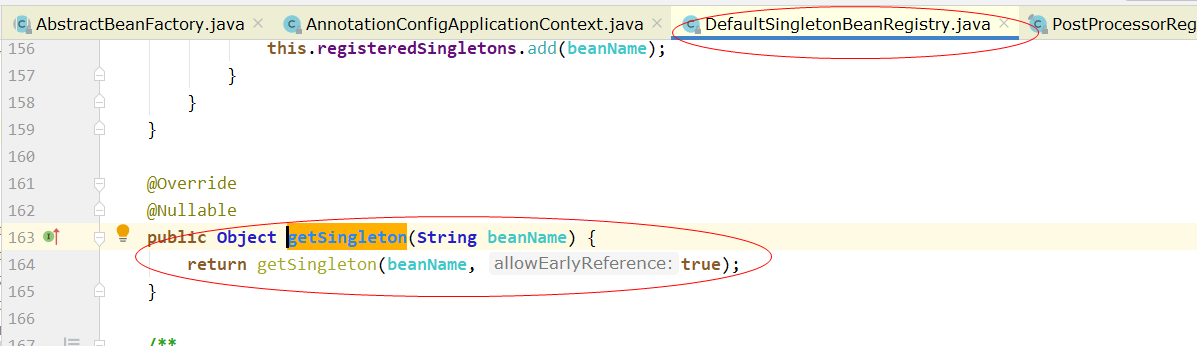 AbstractBeanFactory.java AnnotationConfigApplicationContext.java DefaultSingletonBeanRegistry.java PostProcessorReg
156 this.registeredSingletons.add(beanName);
157 }
158 }
159 }
160
161 @Override
162 @Nullable
163 public Object getSingleton(String beanName) {
164 return getSingleton(beanName, allowEarlyReference: true);
165 }
166
167 /**